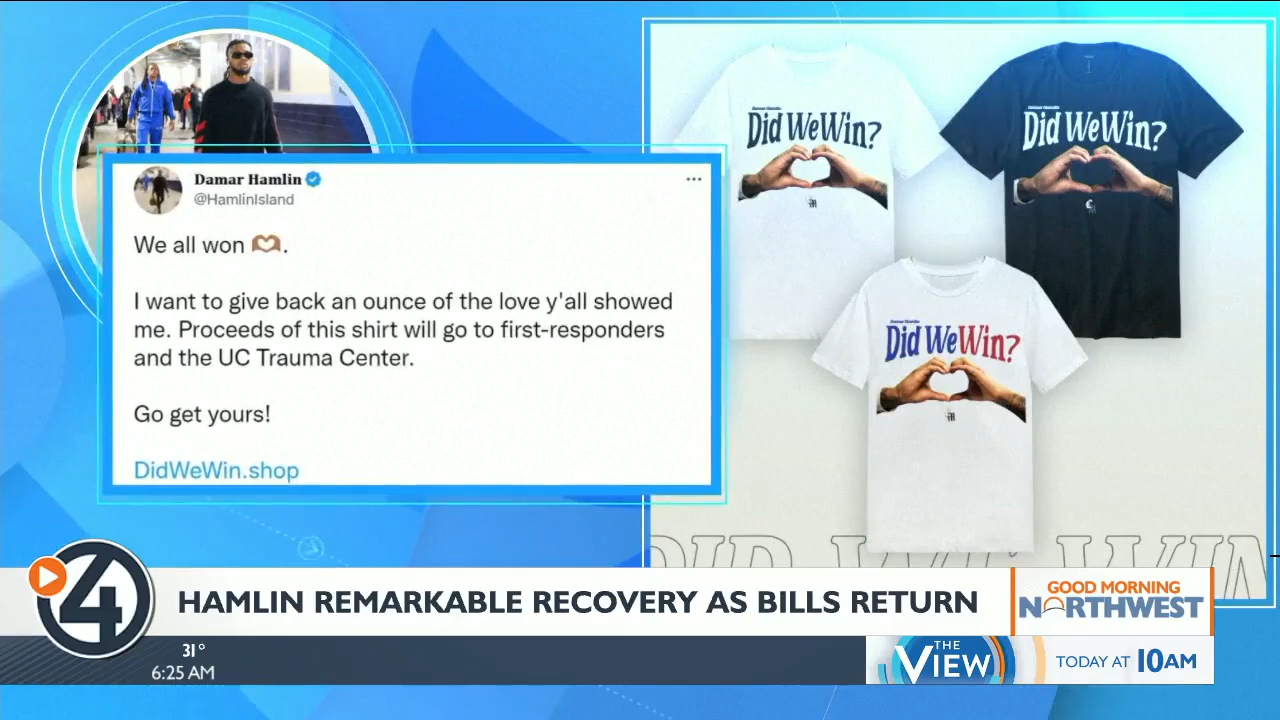 Damar Hamlin
@HamlinIsland
We all won 🫶🏽.
I want to give back an ounce of the love y'all showed
me. Proceeds of this shirt will go to first-responders
and the UC Trauma Center.
Go get yours!
DidWeWin.shop
Did We Win?
Did We Win?
Did We Win?
DID WE WIN
4
HAMLIN REMARKABLE RECOVERY AS BILLS RETURN
GOOD MORNING
NORTHWEST
31°
6:25 AM
THE
VIEW
TODAY AT 10AM